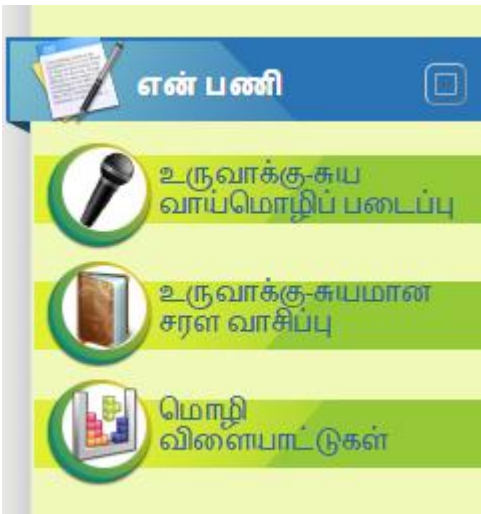 என் பணி
உருவாக்கு-சுய
வாய்மொழிப் படைப்பு
உருவாக்கு-சுயமான
சரள வாசிப்பு
மொழி
விளையாட்டுகள்